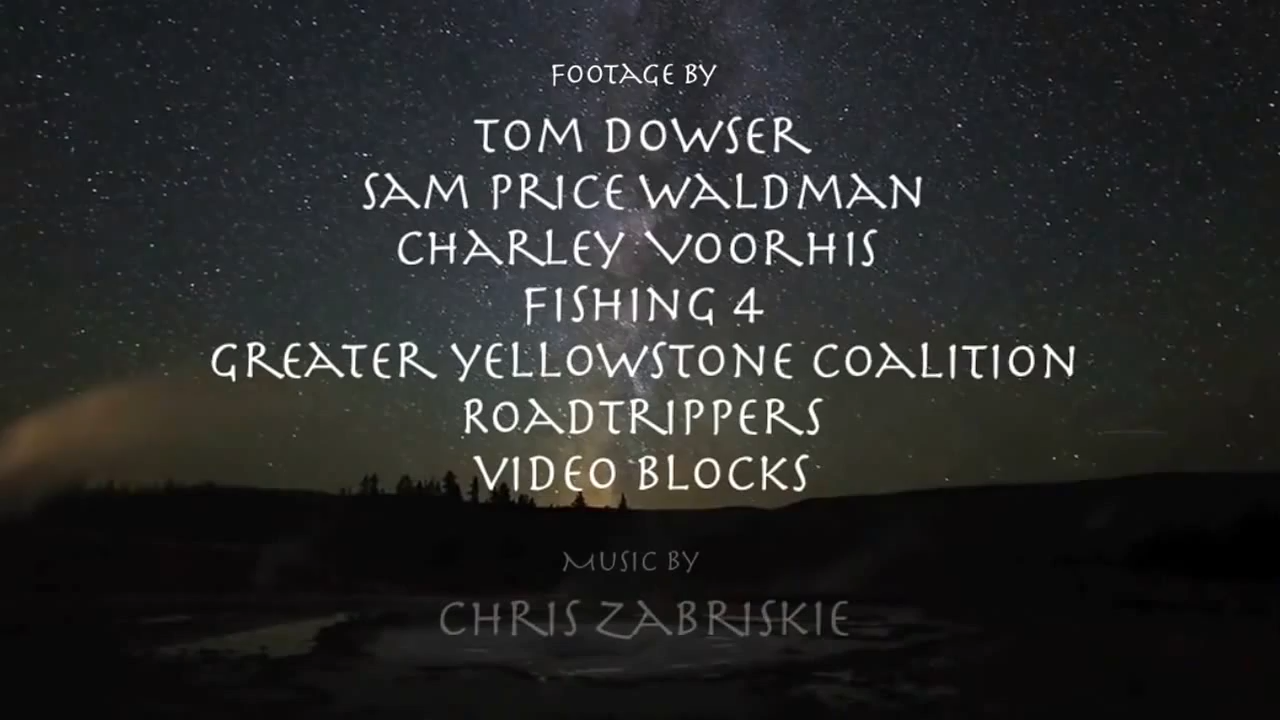 FOOTAGE BY
TOM DOWSER
SAM PRICE WALDMAN
CHARLEY VOORHIS
FISHING 4
GREATER YELLOWSTONE COALITION
ROADTRIPPERS
VIDEO BLOCKS
MUSIC BY
CHRIS ZABRISKIE